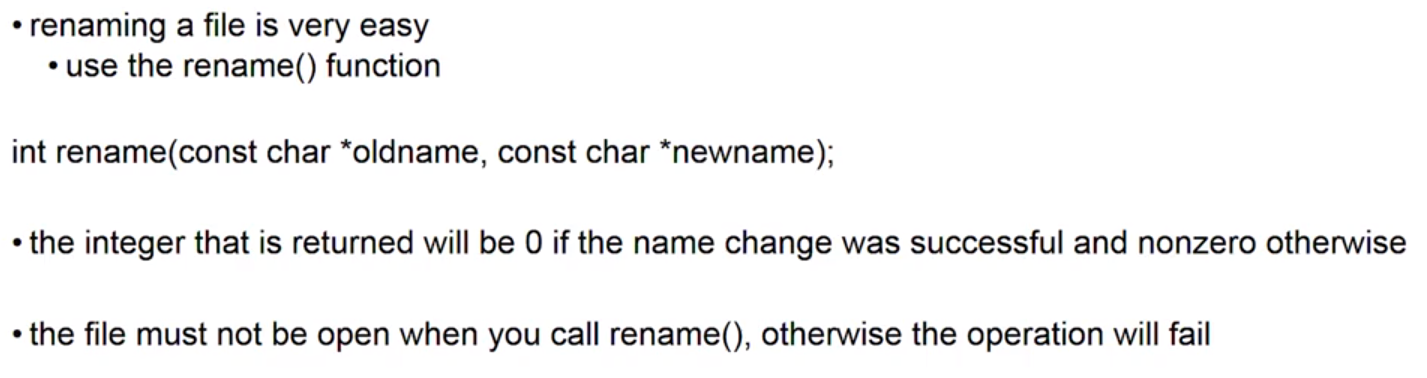 • renaming a file is very easy
• use the rename() function
int rename(const char *oldname, const char *newname);
• the integer that is returned will be 0 if the name change was successful and nonzero otherwise
• the file must not be open when you call rename(), otherwise the operation will fail